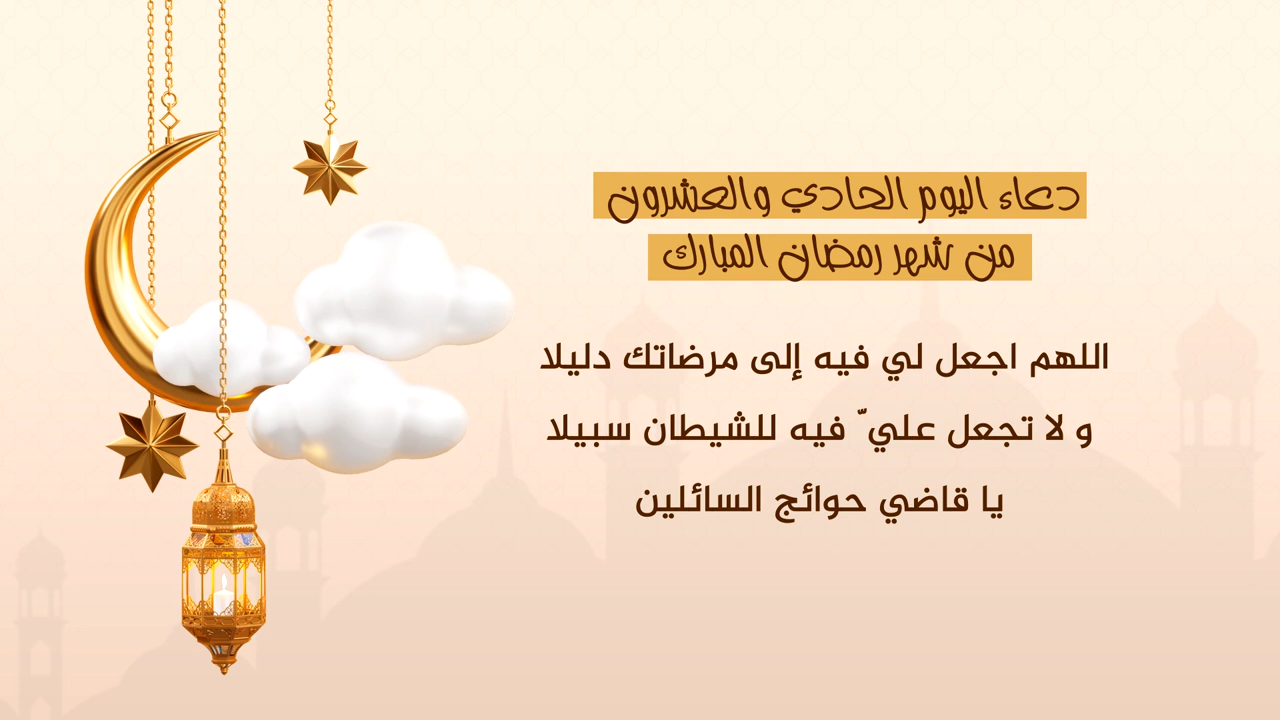 دعاء اليوم الحادي والعشرون
من شهر رمضان المبارك
اللهم اجعل لي فيه إلى مرضاتك دليلا
و لا تجعل عليّ فيه للشيطان سبيلا
يا قاضي حوائج السائلين